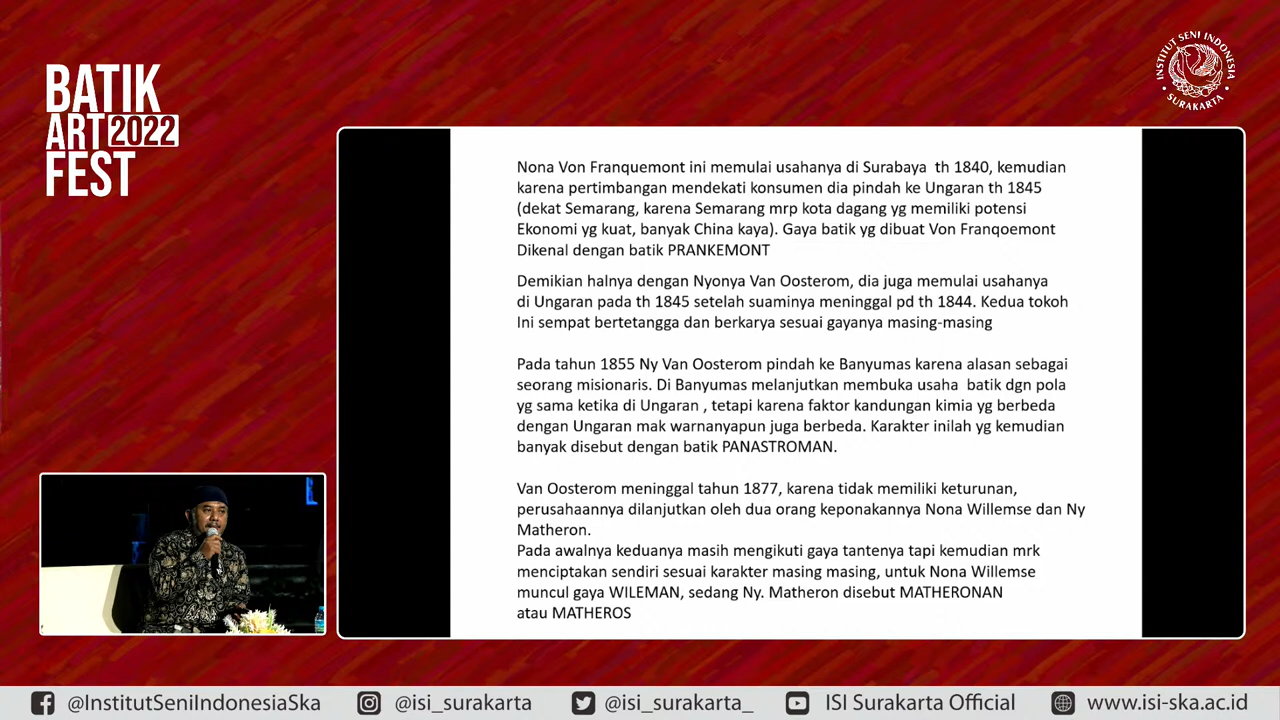 BATIK
ART 2022
FEST
INSTITUT SENI INDONESIA
SURAKARTA
Nona Von Franquemont ini memulai usahanya di Surabaya th 1840, kemudian
karena pertimbangan mendekati konsumen dia pindah ke Ungaran th 1845
(dekat Semarang, karena Semarang mrp kota dagang yg memiliki potensi
Ekonomi yg kuat, banyak China kaya). Gaya batik yg dibuat Von Franqoemont
Dikenal dengan batik PRANKEMONT
Demikian halnya dengan Nyonya Van Oosterom, dia juga memulai usahanya
di Ungaran pada th 1845 setelah suaminya meninggal pd th 1844. Kedua tokoh
Ini sempat bertetangga dan berkarya sesuai gayanya masing-masing
Pada tahun 1855 Ny Van Oosterom pindah ke Banyumas karena alasan sebagai
seorang misionaris. Di Banyumas melanjutkan membuka usaha batik dgn pola
yg sama ketika di Ungaran , tetapi karena faktor kandungan kimia yg berbeda
dengan Ungaran mak warnanyapun juga berbeda. Karakter inilah yg kemudian
banyak disebut dengan batik PANASTROMAN.
Van Oosterom meninggal tahun 1877, karena tidak memiliki keturunan,
perusahaannya dilanjutkan oleh dua orang keponakannya Nona Willemse dan Ny
Matheron.
Pada awalnya keduanya masih mengikuti gaya tantenya tapi kemudian mrk
menciptakan sendiri sesuai karakter masing masing, untuk Nona Willemse
muncul gaya WILEMAN, sedang Ny. Matheron disebut MATHERONAN
atau MATHEROS
@InstitutSeniIndonesiaSka
@isi_surakarta
@isi_surakarta_
ISI Surakarta Official
www.isi-ska.ac.id